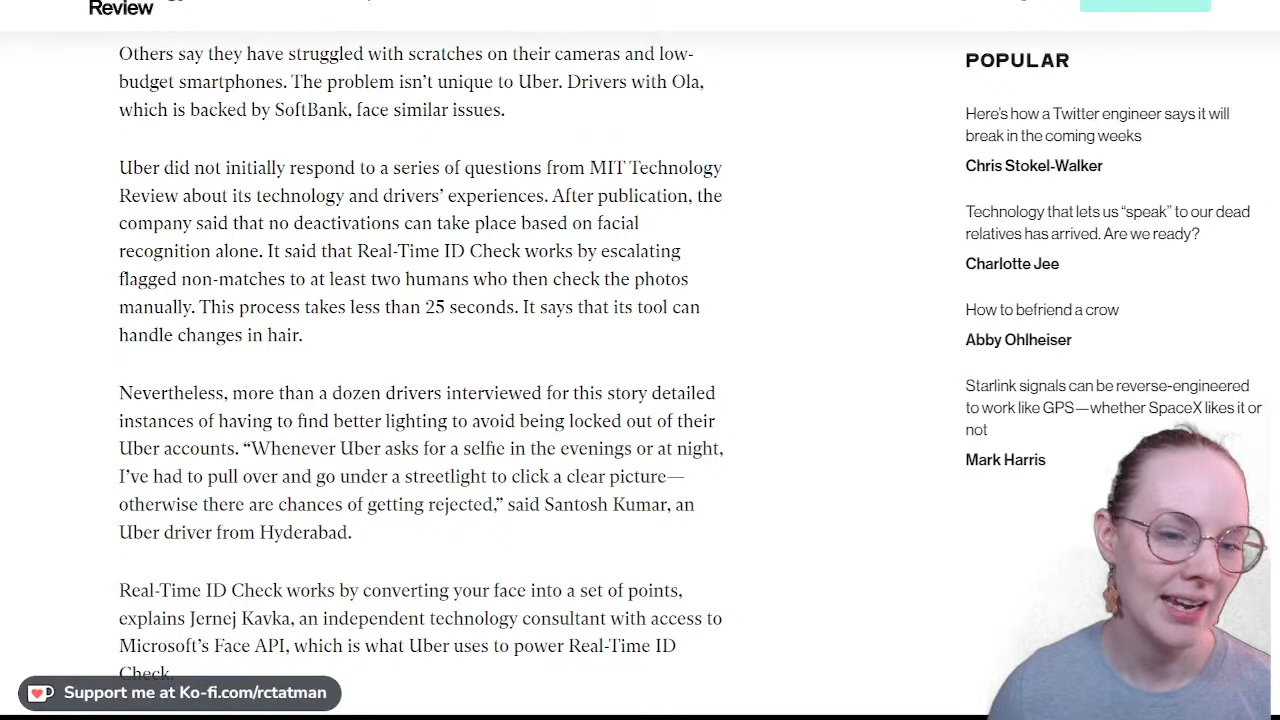 Review
Others say they have struggled with scratches on their cameras and low-
budget smartphones. The problem isn’t unique to Uber. Drivers with Ola,
which is backed by SoftBank, face similar issues.
Uber did not initially respond to a series of questions from MIT Technology
Review about its technology and drivers’ experiences. After publication, the
company said that no deactivations can take place based on facial
recognition alone. It said that Real-Time ID Check works by escalating
flagged non-matches to at least two humans who then check the photos
manually. This process takes less than 25 seconds. It says that its tool can
handle changes in hair.
Nevertheless, more than a dozen drivers interviewed for this story detailed
instances of having to find better lighting to avoid being locked out of their
Uber accounts. “Whenever Uber asks for a selfie in the evenings or at night,
I’ve had to pull over and go under a streetlight to click a clear picture—
otherwise there are chances of getting rejected,” said Santosh Kumar, an
Uber driver from Hyderabad.
Real-Time ID Check works by converting your face into a set of points,
explains Jernej Kavka, an independent technology consultant with access to
Microsoft’s Face API, which is what Uber uses to power Real-Time ID
Check.
POPULAR
Here’s how a Twitter engineer says it will
break in the coming weeks
Chris Stokel-Walker
Technology that lets us “speak” to our dead
relatives has arrived. Are we ready?
Charlotte Jee
How to befriend a crow
Abby Ohlheiser
Starlink signals can be reverse-engineered
to work like GPS—whether SpaceX likes it or
not
Mark Harris
Support me at Ko-fi.com/rctatman